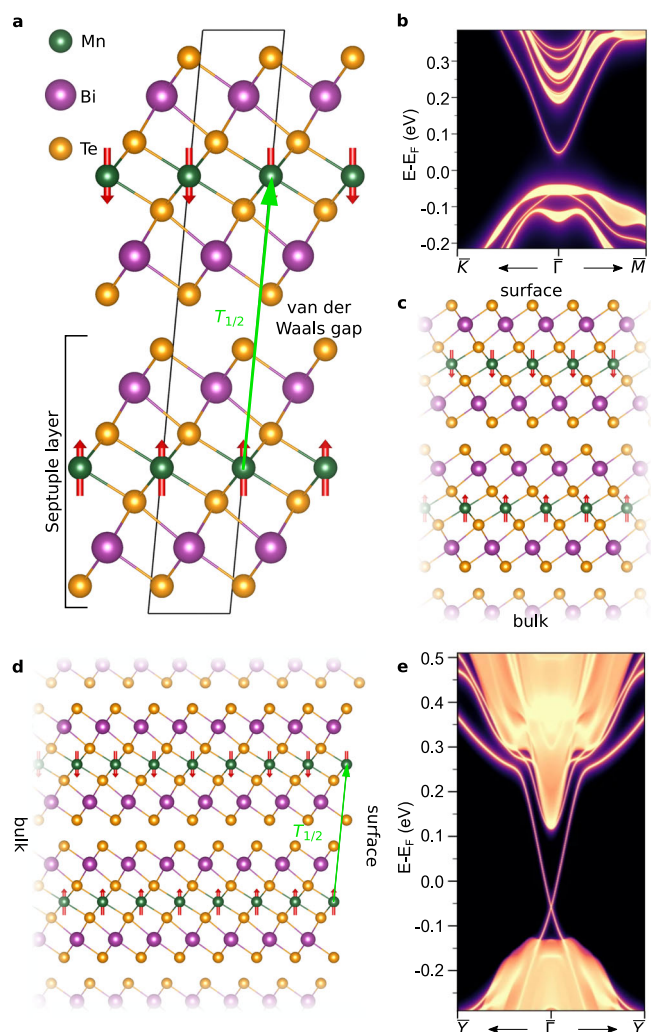 a
Mn
Bi
Te
T1/2
van der
Waals gap
Septuple layer
b
E-EF (eV)
0.3
0.2
0.1
0.0
-0.1
-0.2
K̅ ← Γ̅ → M̅
c
surface
bulk
d
bulk
T1/2
surface
e
E-EF (eV)
0.5
0.4
0.3
0.2
0.1
0.0
-0.1
-0.2
Y̅ ← Γ̅ → Y̅